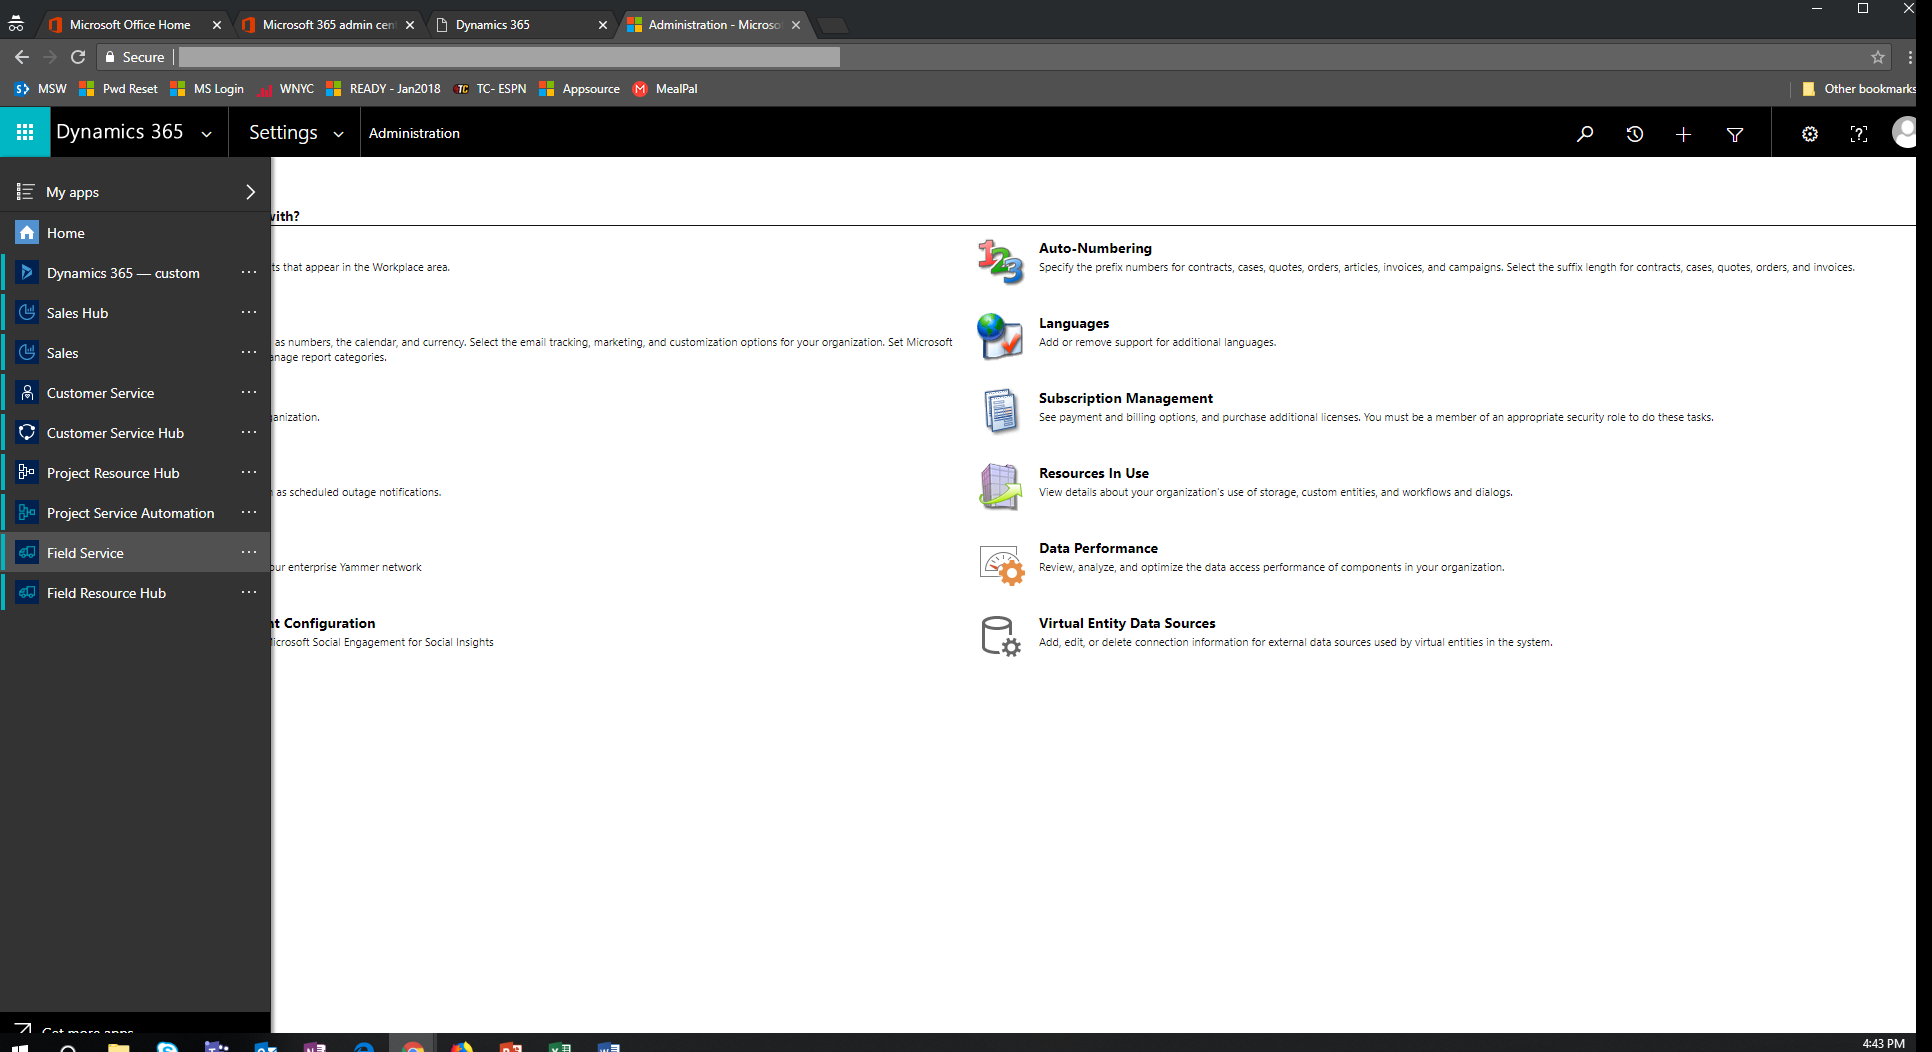 Microsoft Office Home
Microsoft 365 admin cen
Dynamics 365
Administration - Microso
Secure
MSW
Pwd Reset
MS Login
WNYC
READY - Jan2018
TC- ESPN
Appsource
MealPal
Other bookmarks
Dynamics 365
Settings
Administration
My apps
Home
Dynamics 365 — custom
Sales Hub
Sales
Customer Service
Customer Service Hub
Project Resource Hub
Project Service Automation
Field Service
Field Resource Hub
Get more apps
with?
ts that appear in the Workplace area.
as numbers, the calendar, and currency. Select the email tracking, marketing, and customization options for your organization. Set Microsoft
anage report categories.
ganization.
as scheduled outage notifications.
our enterprise Yammer network
nt Configuration
Microsoft Social Engagement for Social Insights
Auto-Numbering
Specify the prefix numbers for contracts, cases, quotes, orders, articles, invoices, and campaigns. Select the suffix length for contracts, cases, quotes, orders, and invoices.
Languages
Add or remove support for additional languages.
Subscription Management
See payment and billing options, and purchase additional licenses. You must be a member of an appropriate security role to do these tasks.
Resources In Use
View details about your organization's use of storage, custom entities, and workflows and dialogs.
Data Performance
Review, analyze, and optimize the data access performance of components in your organization.
Virtual Entity Data Sources
Add, edit, or delete connection information for external data sources used by virtual entities in the system.
4:43 PM